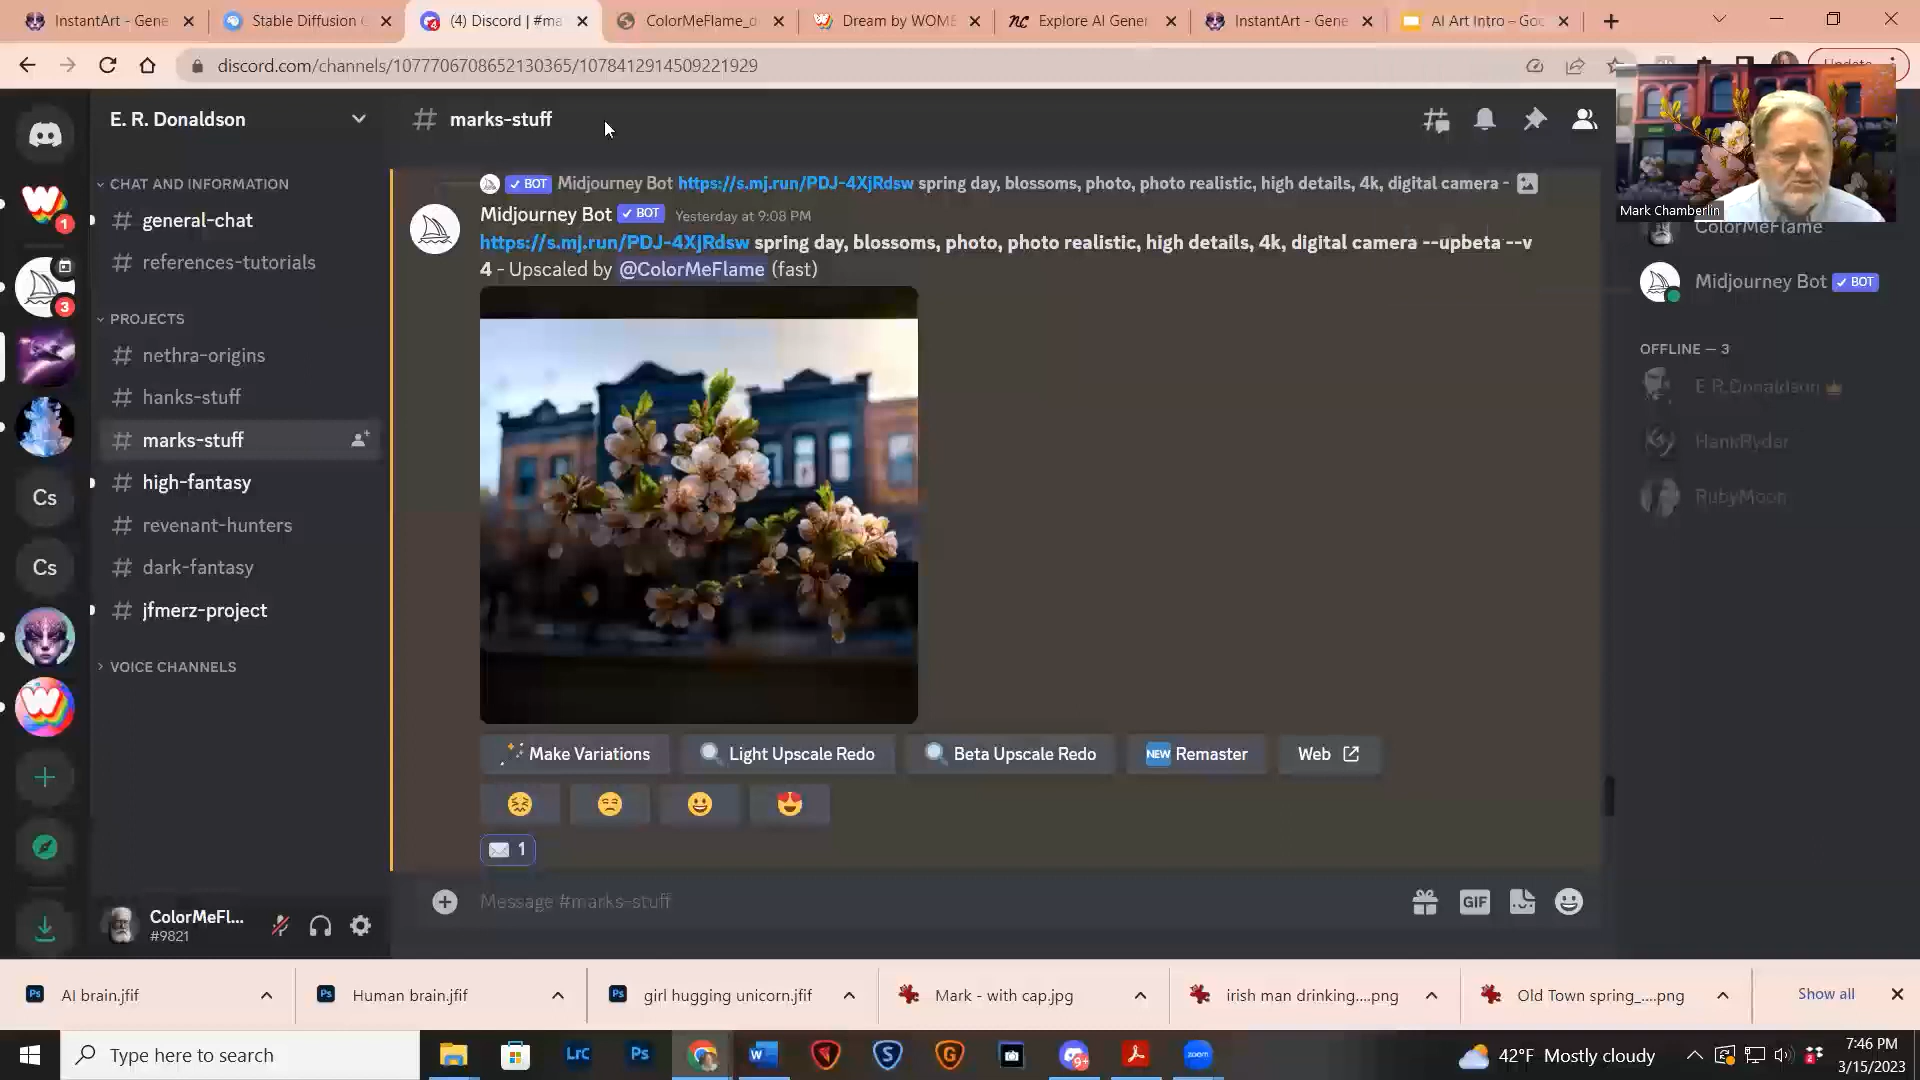 InstantArt - Gene
Stable Diffusion
(4) Discord | #ma
ColorMeFlame_d
Dream by WOMB
Explore AI Gener
InstantArt - Gene
AI Art Intro – Goo
discord.com/channels/1077706708652130365/1078412914509221929
Update
E. R. Donaldson
# marks-stuff
CHAT AND INFORMATION
# general-chat
# references-tutorials
PROJECTS
# nethra-origins
# hanks-stuff
# marks-stuff
# high-fantasy
# revenant-hunters
# dark-fantasy
# jfmerz-project
VOICE CHANNELS
1
3
Cs
Cs
ColorMeFl...
#9821
BOT Midjourney Bot https://s.mj.run/PDJ-4XjRdsw spring day, blossoms, photo, photo realistic, high details, 4k, digital camera -
Midjourney Bot BOT Yesterday at 9:08 PM
https://s.mj.run/PDJ-4XjRdsw spring day, blossoms, photo, photo realistic, high details, 4k, digital camera --upbeta --v
4 - Upscaled by @ColorMeFlame (fast)
Make Variations
Light Upscale Redo
Beta Upscale Redo
NEW Remaster
Web
1
Message #marks-stuff
GIF
Mark Chamberlin
ColorMeFlame
Midjourney Bot BOT
OFFLINE — 3
E.R.Donaldson
HankRyder
RubyMoon
AI brain.jfif
Human brain.jfif
girl hugging unicorn.jfif
Mark - with cap.jpg
irish man drinking....png
Old Town spring_....png
Show all
Type here to search
LrC
Ps
zoom
42°F Mostly cloudy
7:46 PM
3/15/2023